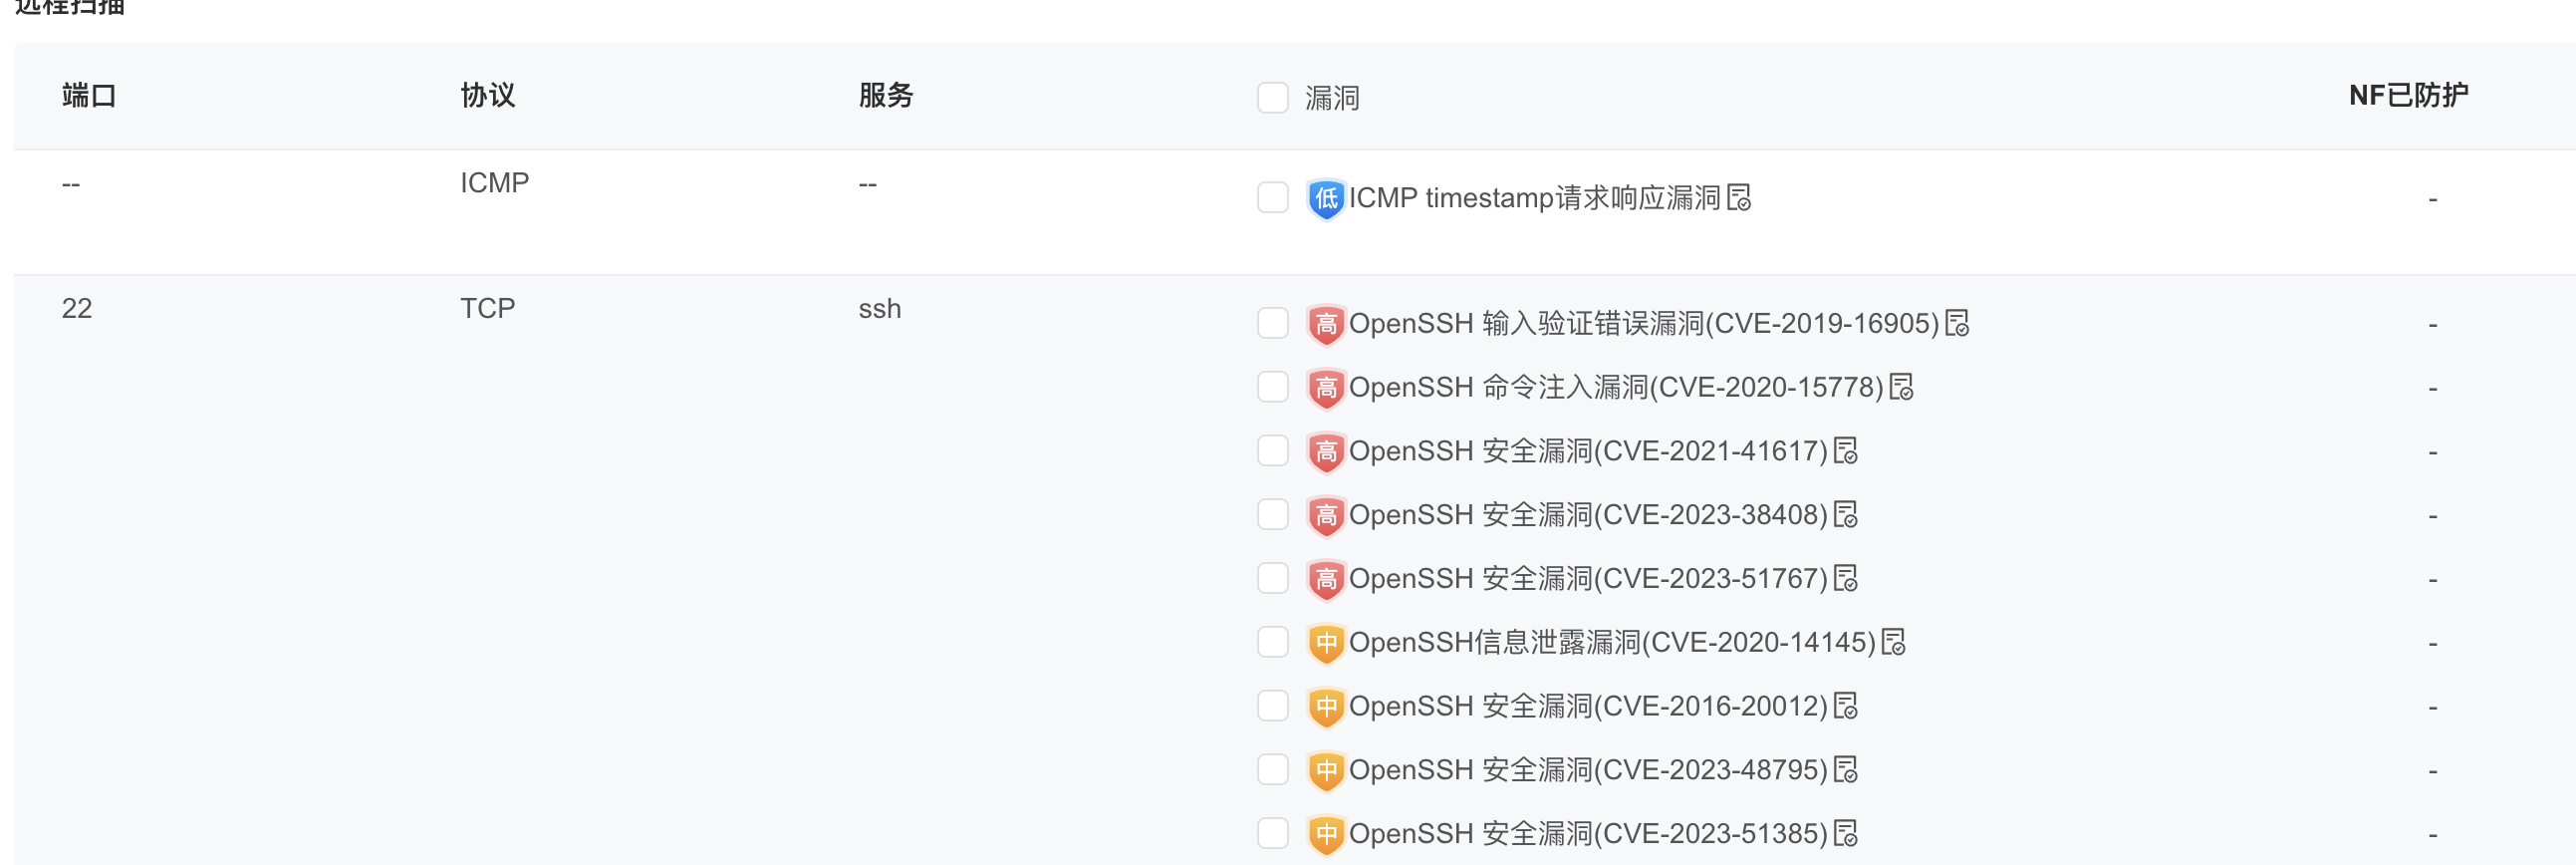 远程扫描
端口 协议 服务 漏洞 NF已防护
-- ICMP -- 低 ICMP timestamp请求响应漏洞 -
22 TCP ssh 高 OpenSSH 输入验证错误漏洞(CVE-2019-16905) -
高 OpenSSH 命令注入漏洞(CVE-2020-15778) -
高 OpenSSH 安全漏洞(CVE-2021-41617) -
高 OpenSSH 安全漏洞(CVE-2023-38408) -
高 OpenSSH 安全漏洞(CVE-2023-51767) -
中 OpenSSH信息泄露漏洞(CVE-2020-14145) -
中 OpenSSH 安全漏洞(CVE-2016-20012) -
中 OpenSSH 安全漏洞(CVE-2023-48795) -
中 OpenSSH 安全漏洞(CVE-2023-51385) -